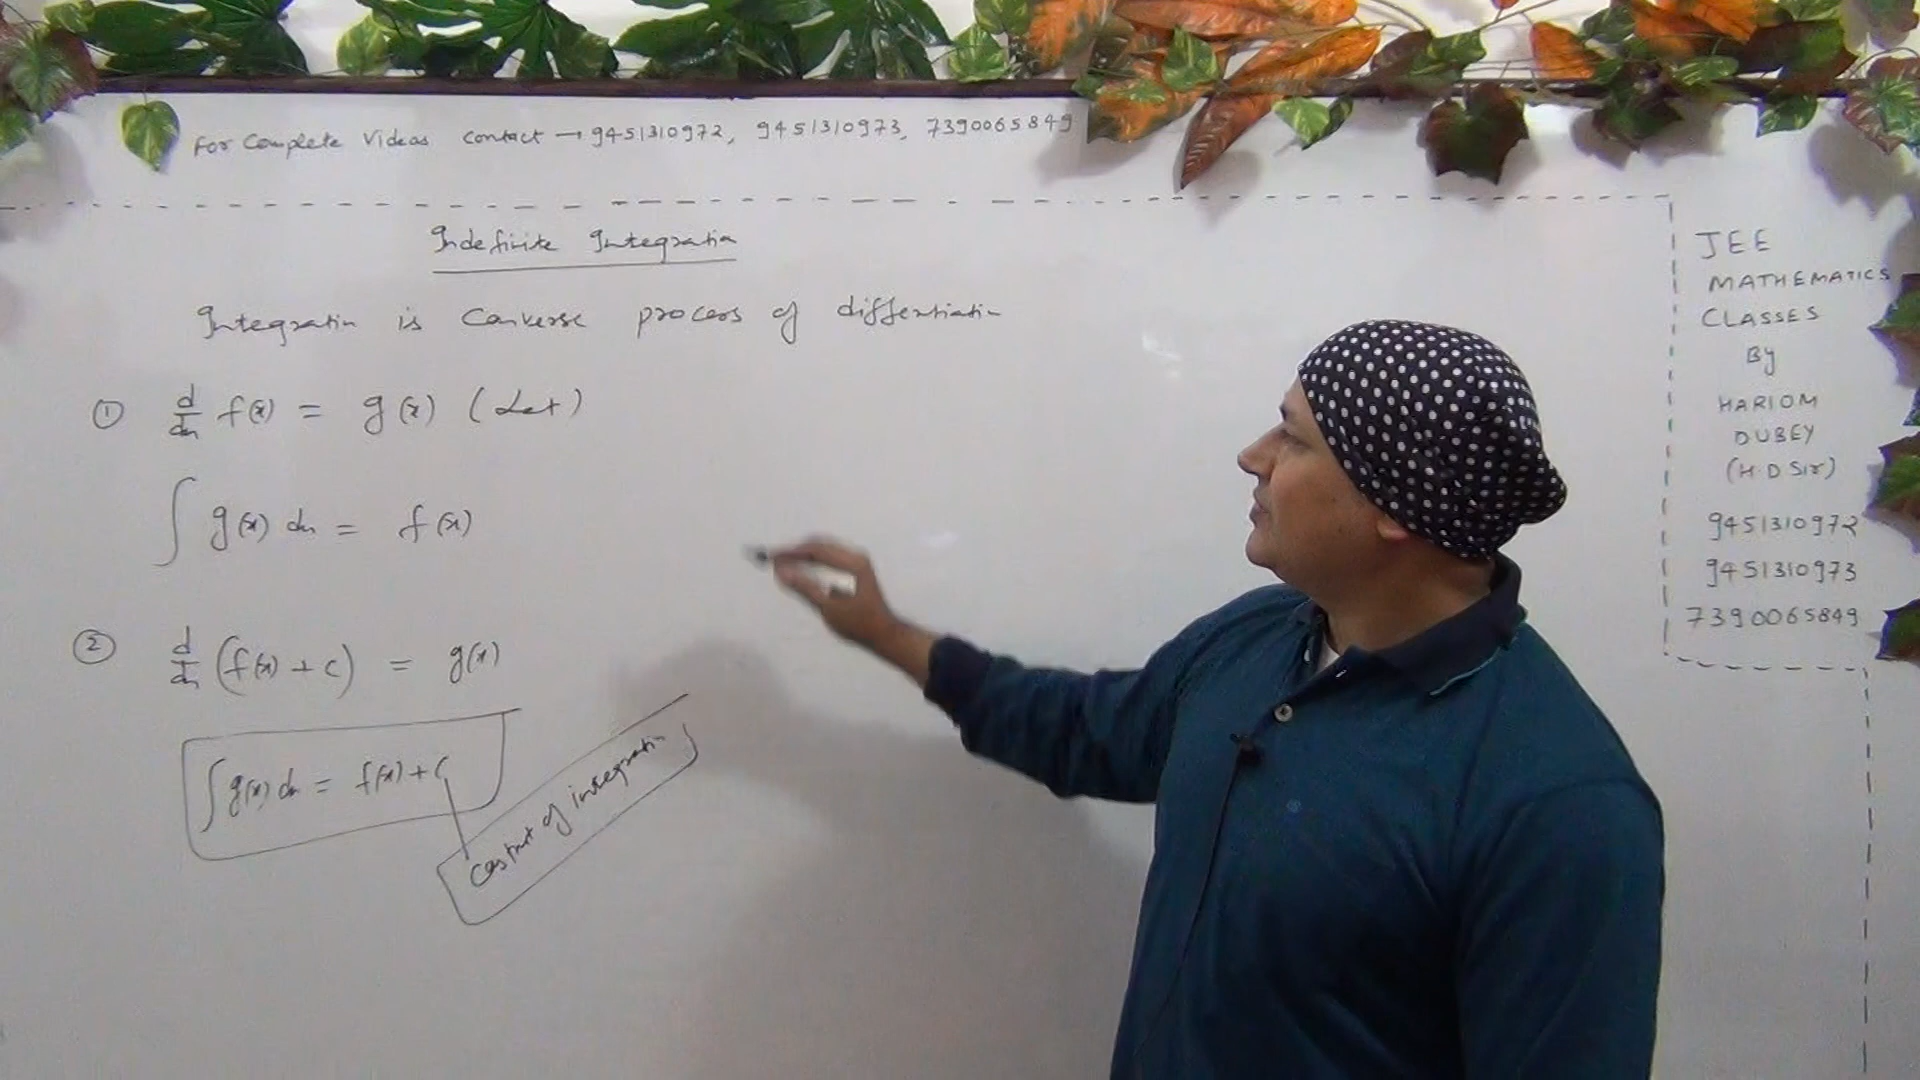 For Complete Videos contact → 9451310972, 9451310973, 7390065849
Indefinite Integration
Integration is Converse process of differentiation
① d/dx f(x) = g(x) (Let)
∫ g(x) dx = f(x)
② d/dx (f(x) + c) = g(x)
∫ g(x) dx = f(x) + c
Constant of integration
JEE
MATHEMATICS
CLASSES
By
HARIOM
DUBEY
(H.D Sir)
9451310972
9451310973
7390065849